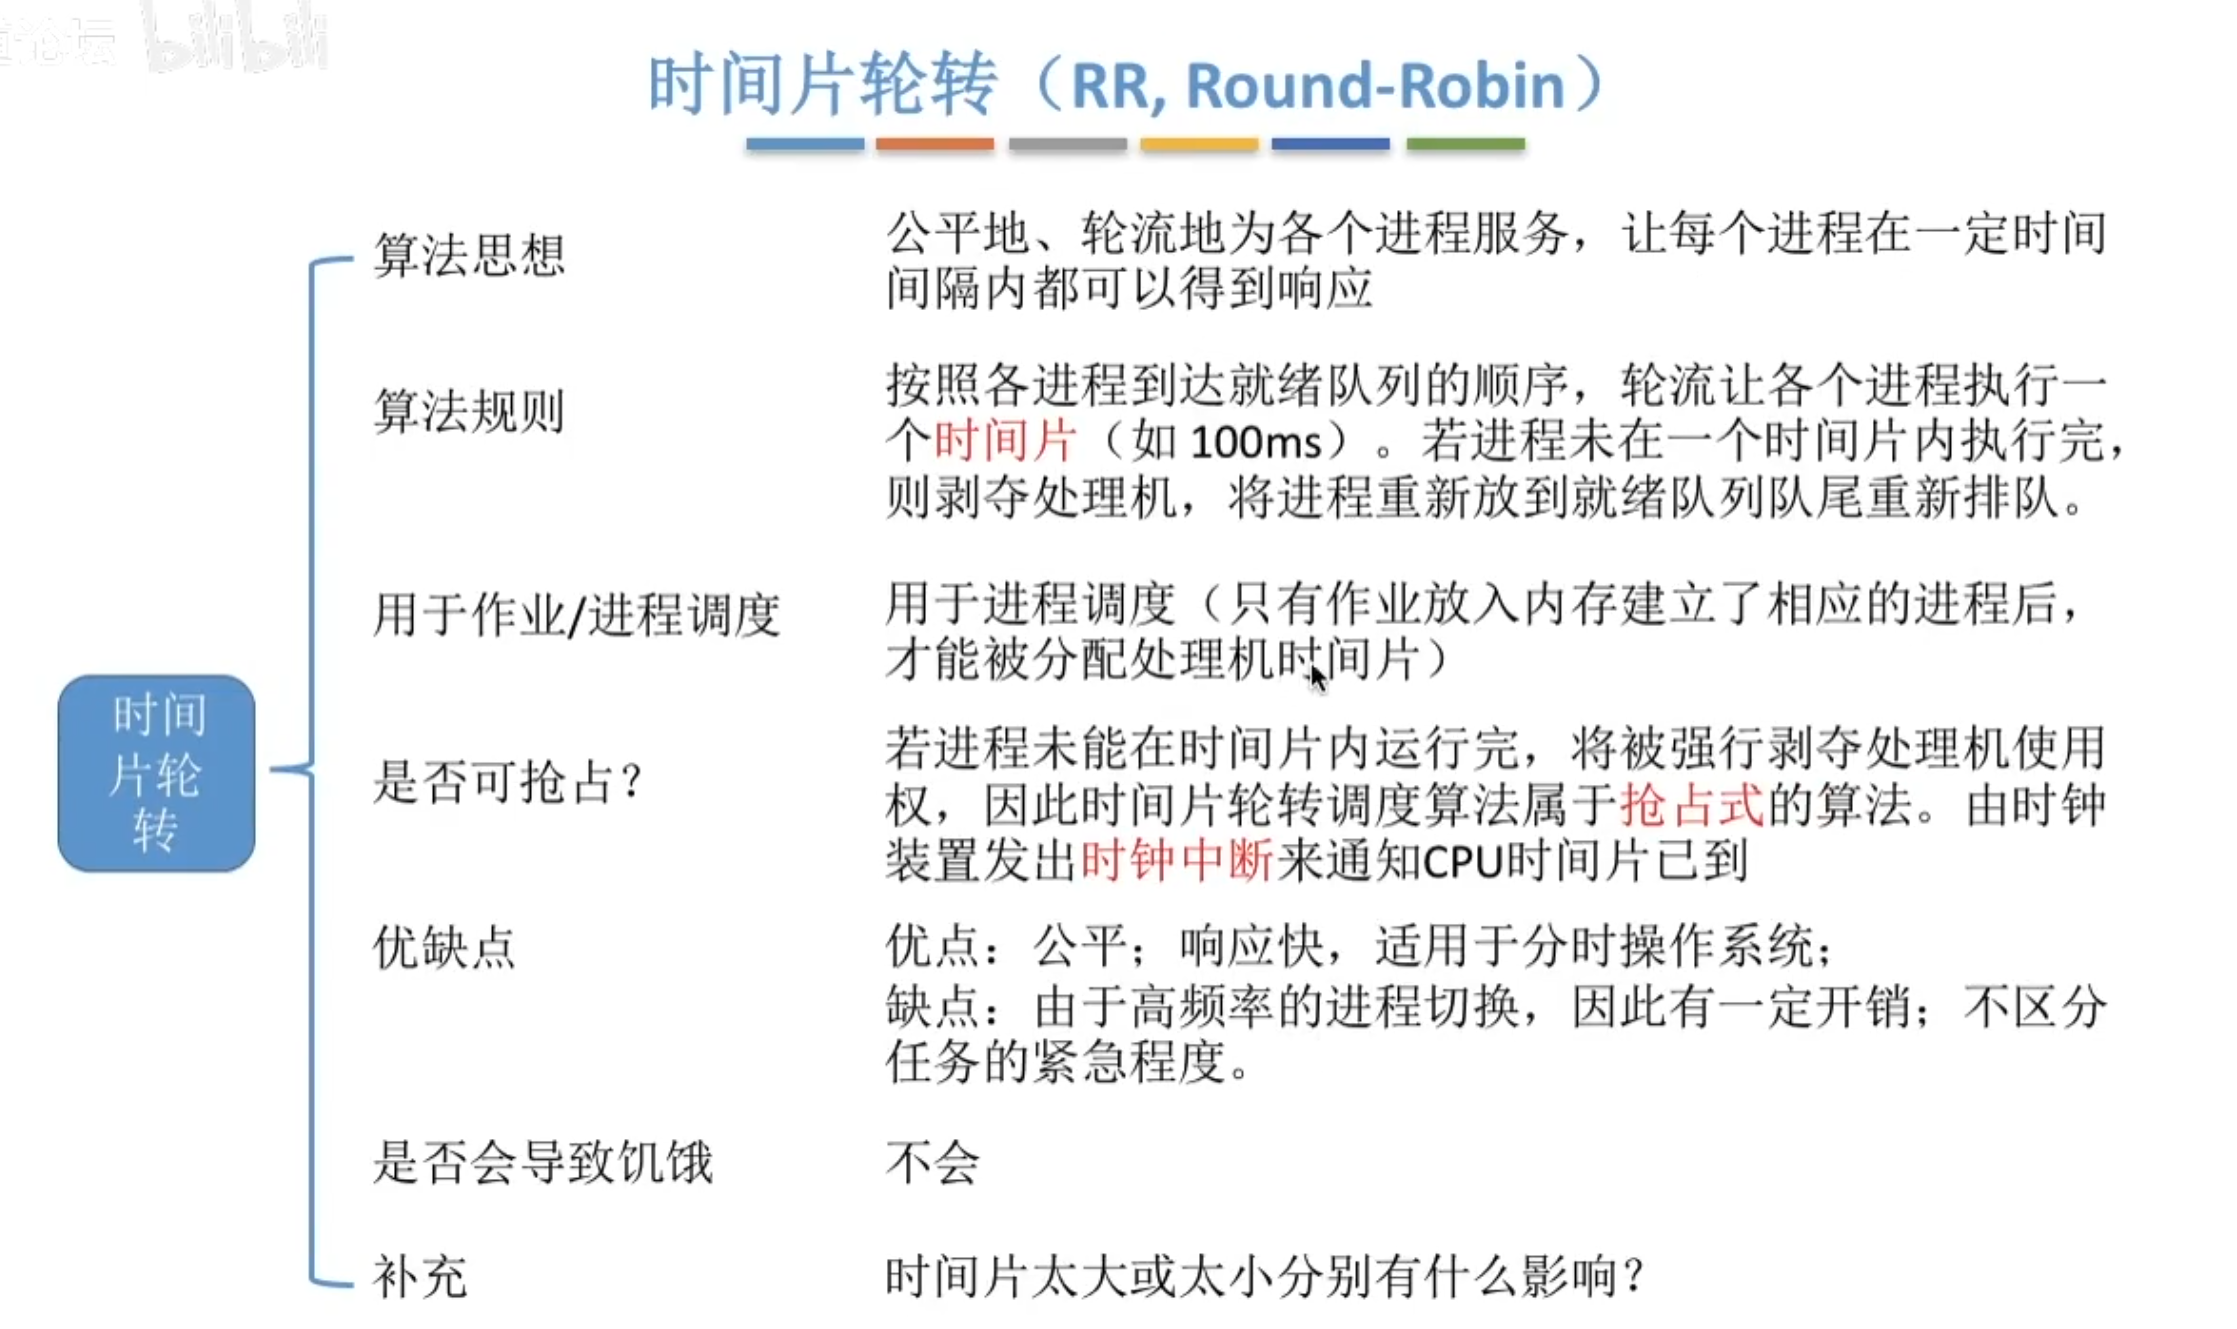 论坛 bilibili
时间片轮转（RR, Round-Robin）
算法思想
公平地、轮流地为各个进程服务，让每个进程在一定时间
间隔内都可以得到响应
算法规则
按照各进程到达就绪队列的顺序，轮流让各个进程执行一
个时间片（如 100ms）。若进程未在一个时间片内执行完，
则剥夺处理机，将进程重新放到就绪队列队尾重新排队。
用于作业/进程调度
用于进程调度（只有作业放入内存建立了相应的进程后，
才能被分配处理机时间片）
时间
片轮
转
是否可抢占？
若进程未能在时间片内运行完，将被强行剥夺处理机使用
权，因此时间片轮转调度算法属于抢占式的算法。由时钟
装置发出时钟中断来通知CPU时间片已到
优缺点
优点：公平；响应快，适用于分时操作系统；
缺点：由于高频率的进程切换，因此有一定开销；不区分
任务的紧急程度。
是否会导致饥饿
不会
补充
时间片太大或太小分别有什么影响？